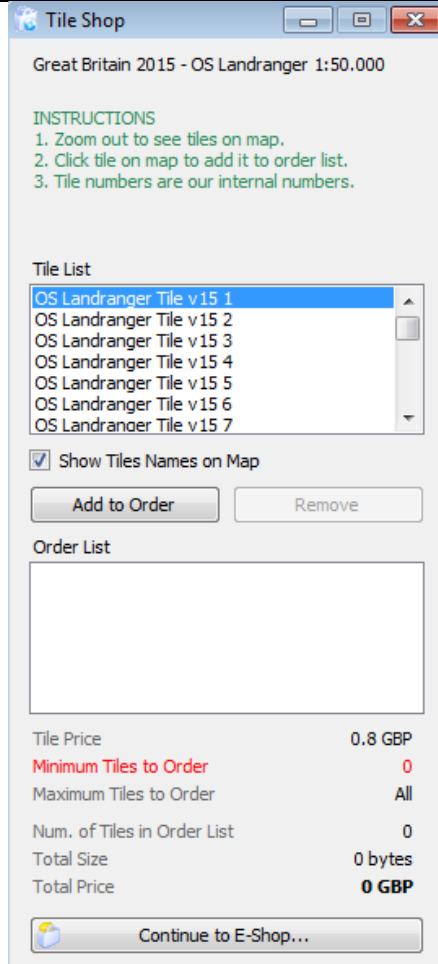 Tile Shop
Great Britain 2015 - OS Landranger 1:50.000
INSTRUCTIONS
1. Zoom out to see tiles on map.
2. Click tile on map to add it to order list.
3. Tile numbers are our internal numbers.
Tile List
OS Landranger Tile v15 1
OS Landranger Tile v15 2
OS Landranger Tile v15 3
OS Landranger Tile v15 4
OS Landranger Tile v15 5
OS Landranger Tile v15 6
OS Landranger Tile v15 7
Show Tiles Names on Map
Add to Order Remove
Order List
Tile Price 0.8 GBP
Minimum Tiles to Order 0
Maximum Tiles to Order All
Num. of Tiles in Order List 0
Total Size 0 bytes
Total Price 0 GBP
Continue to E-Shop...